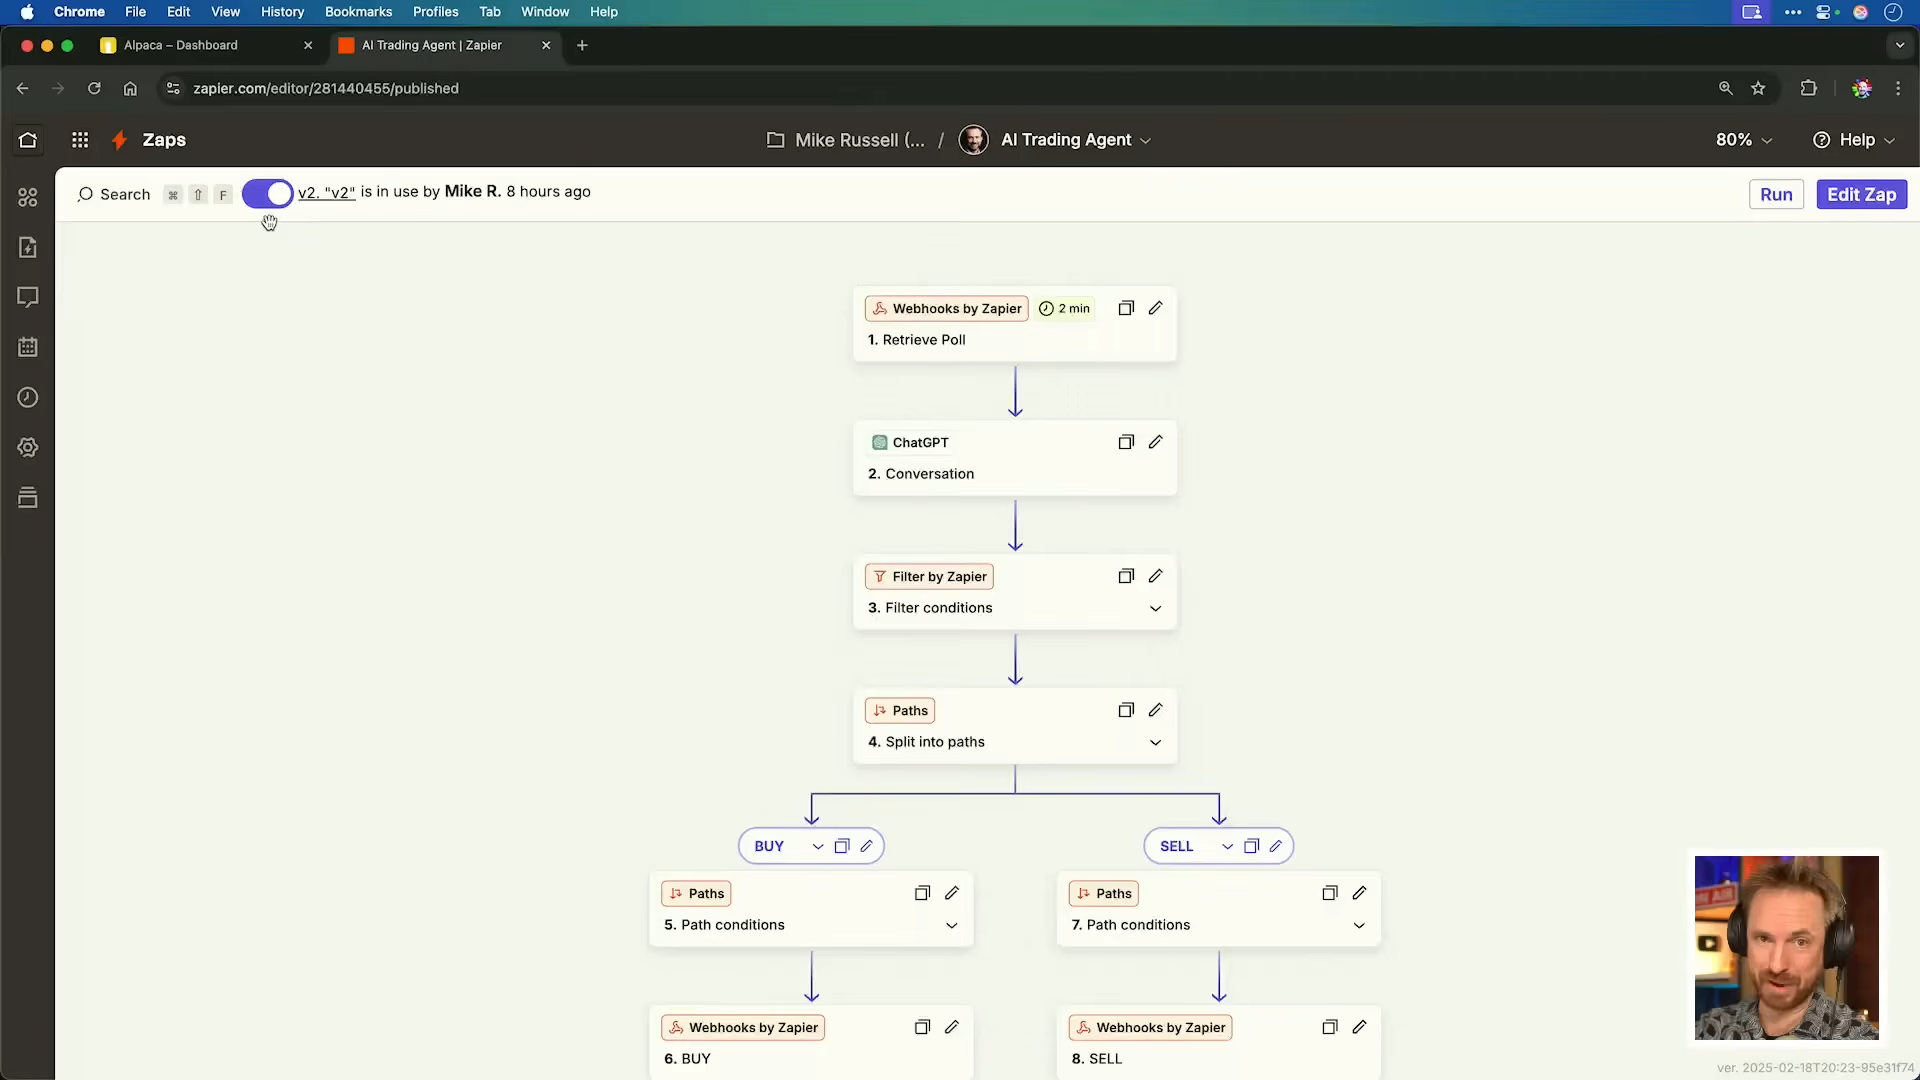 Chrome File Edit View History Bookmarks Profiles Tab Window Help
Alpaca – Dashboard
AI Trading Agent | Zapier
zapier.com/editor/281440455/published
Zaps
Mike Russell (... / AI Trading Agent
80%
Help
Search ⌘ ⇧ F
v2. "v2" is in use by Mike R. 8 hours ago
Run
Edit Zap
Webhooks by Zapier 2 min
1. Retrieve Poll
ChatGPT
2. Conversation
Filter by Zapier
3. Filter conditions
Paths
4. Split into paths
BUY
SELL
Paths
5. Path conditions
Paths
7. Path conditions
Webhooks by Zapier
6. BUY
Webhooks by Zapier
8. SELL
ver. 2025-02-18T20:23-95e31f74